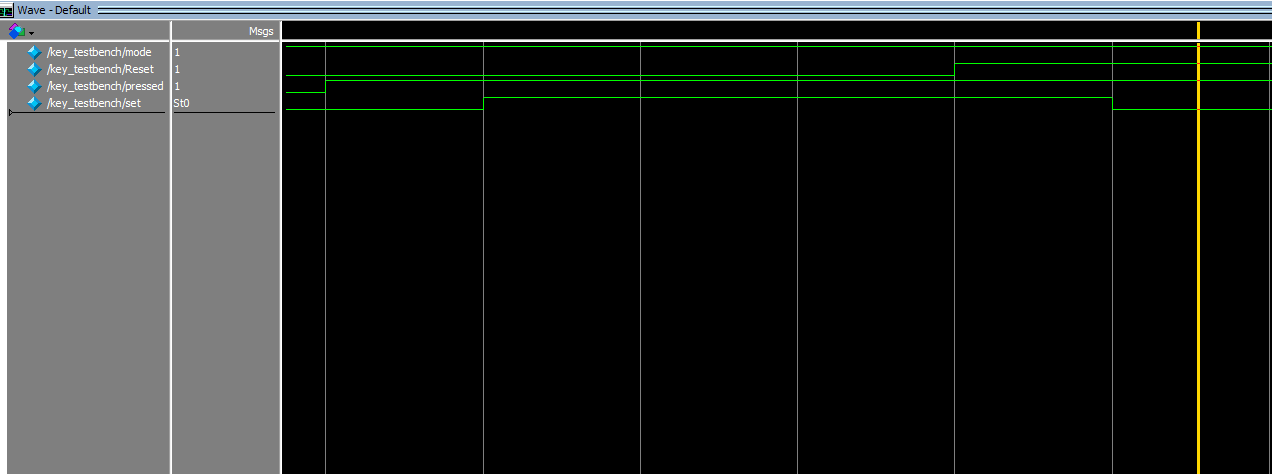 Wave - Default
Msgs
/key_testbench/mode 1
/key_testbench/Reset 1
/key_testbench/pressed 1
/key_testbench/set St0